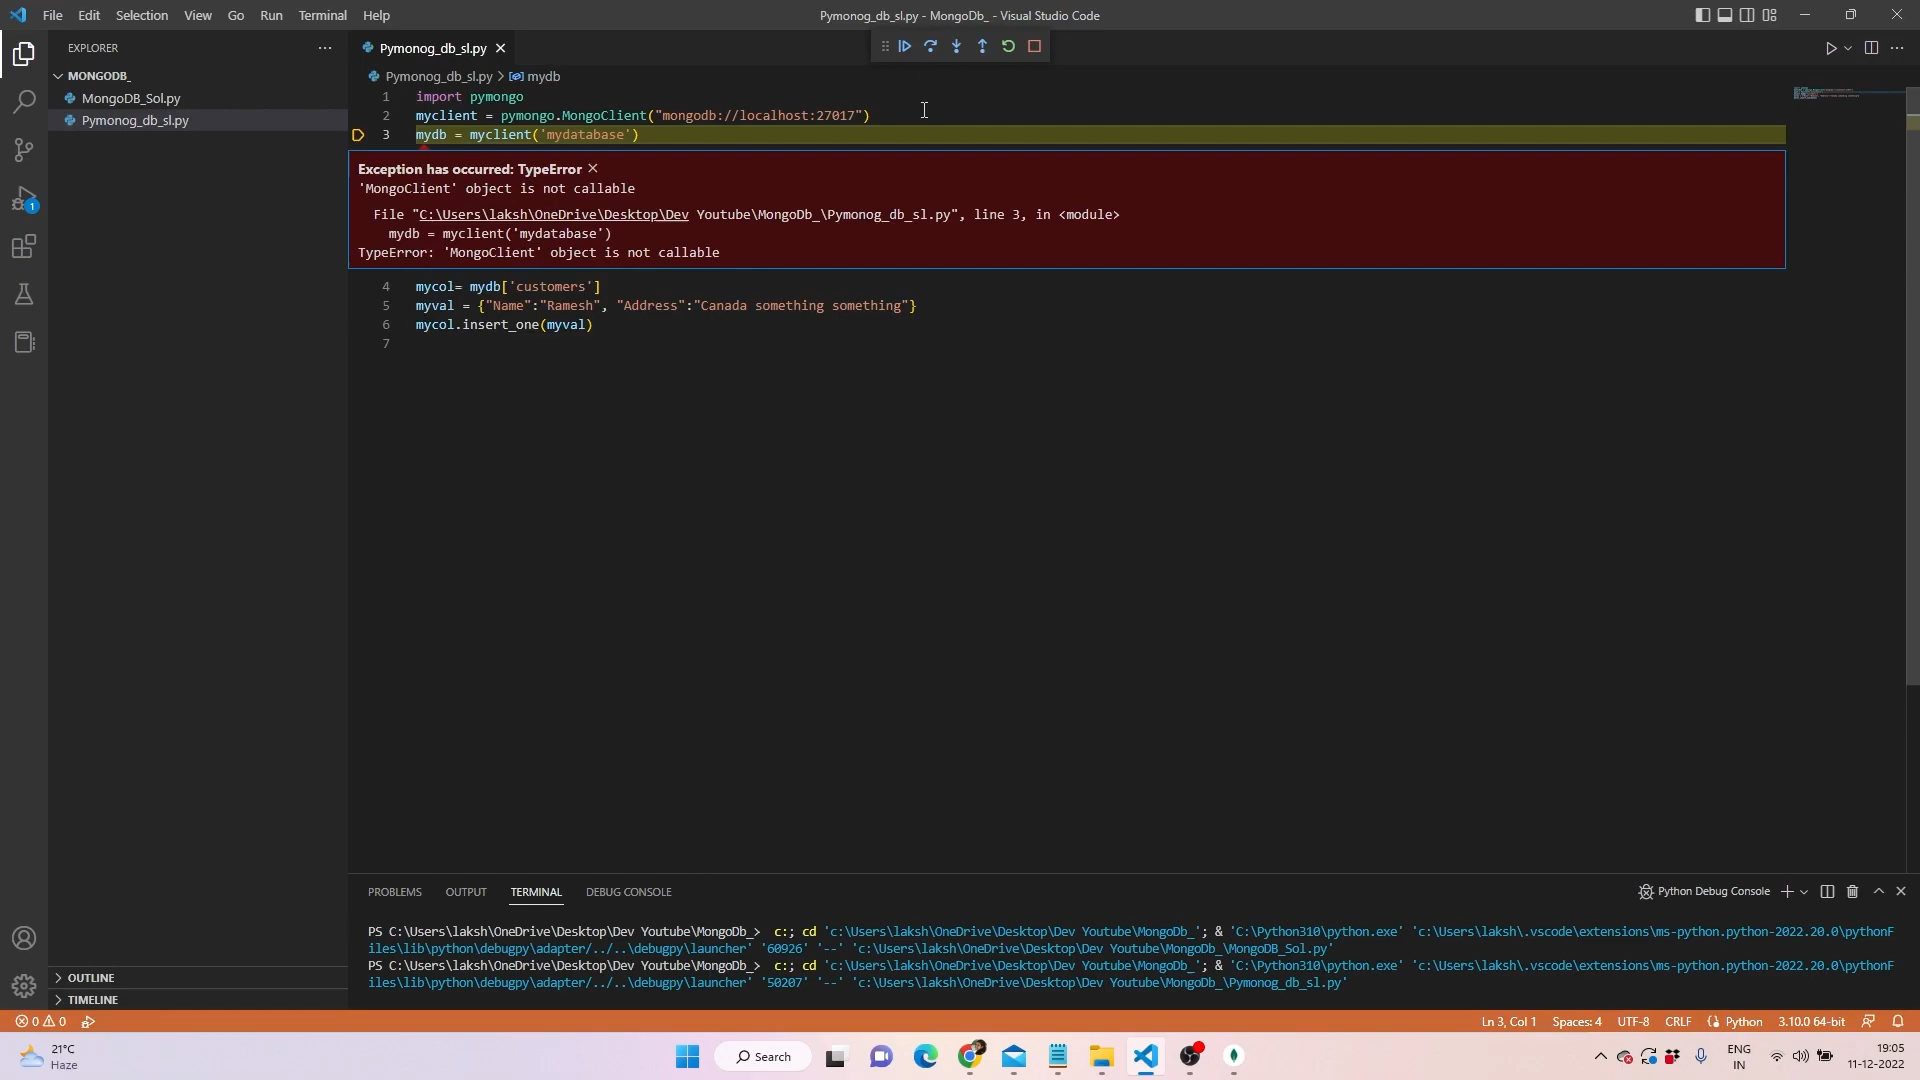 File Edit Selection View Go Run Terminal Help
Pymonog_db_sl.py - MongoDb_ - Visual Studio Code
EXPLORER
MONGODB_
MongoDB_Sol.py
Pymonog_db_sl.py
Pymonog_db_sl.py
Pymonog_db_sl.py > mydb
1 import pymongo
2 myclient = pymongo.MongoClient("mongodb://localhost:27017")
3 mydb = myclient('mydatabase')
Exception has occurred: TypeError
'MongoClient' object is not callable
File "C:\Users\laksh\OneDrive\Desktop\Dev Youtube\MongoDb_\Pymonog_db_sl.py", line 3, in <module>
mydb = myclient('mydatabase')
TypeError: 'MongoClient' object is not callable
4 mycol= mydb['customers']
5 myval = {"Name":"Ramesh", "Address":"Canada something something"}
6 mycol.insert_one(myval)
7
1
PROBLEMS OUTPUT TERMINAL DEBUG CONSOLE
Python Debug Console
PS C:\Users\laksh\OneDrive\Desktop\Dev Youtube\MongoDb_> c:; cd 'c:\Users\laksh\OneDrive\Desktop\Dev Youtube\MongoDb_'; & 'C:\Python310\python.exe' 'c:\Users\laksh\.vscode\extensions\ms-python.python-2022.20.0\pythonF
iles\lib\python\debugpy\adapter/../..\debugpy\launcher' '60926' '--' 'c:\Users\laksh\OneDrive\Desktop\Dev Youtube\MongoDb_\MongoDB_Sol.py'
PS C:\Users\laksh\OneDrive\Desktop\Dev Youtube\MongoDb_> c:; cd 'c:\Users\laksh\OneDrive\Desktop\Dev Youtube\MongoDb_'; & 'C:\Python310\python.exe' 'c:\Users\laksh\.vscode\extensions\ms-python.python-2022.20.0\pythonF
iles\lib\python\debugpy\adapter/../..\debugpy\launcher' '50207' '--' 'c:\Users\laksh\OneDrive\Desktop\Dev Youtube\MongoDb_\Pymonog_db_sl.py'
OUTLINE
TIMELINE
0 0
Ln 3, Col 1 Spaces: 4 UTF-8 CRLF Python 3.10.0 64-bit
21°C
Haze
Search
ENG
IN
19:05
11-12-2022